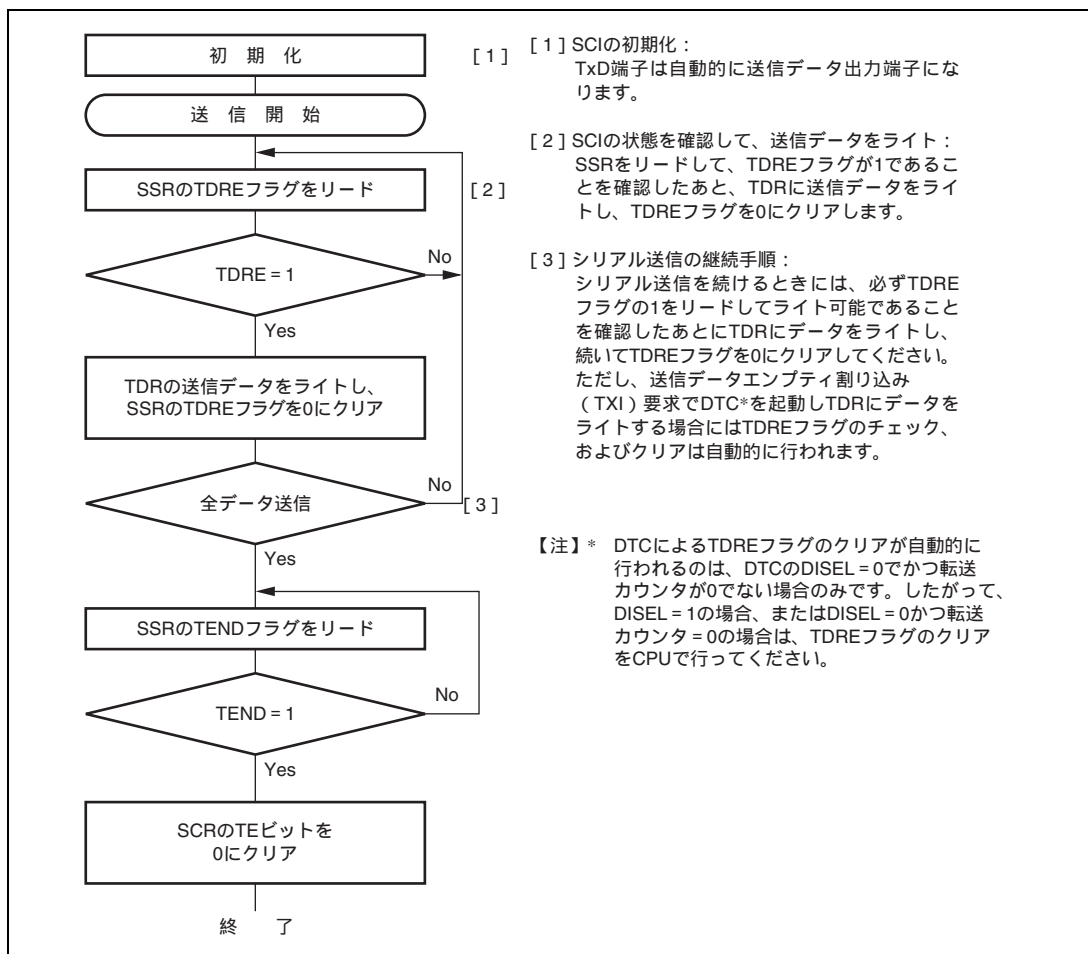 初 期 化
[ 1 ]
送 信 開 始
SSRのTDREフラグをリード
[ 2 ]
TDRE = 1
No
Yes
TDRの送信データをライトし、
SSRのTDREフラグを0にクリア
全データ送信
No
[ 3 ]
Yes
SSRのTENDフラグをリード
TEND = 1
No
Yes
SCRのTEビットを
0にクリア
終 了
[ 1 ] SCIの初期化：
TxD端子は自動的に送信データ出力端子にな
ります。
[ 2 ] SCIの状態を確認して、送信データをライト：
SSRをリードして、TDREフラグが1であるこ
とを確認したあと、TDRに送信データをライ
トし、TDREフラグを0にクリアします。
[ 3 ] シリアル送信の継続手順：
シリアル送信を続けるときには、必ずTDRE
フラグの1をリードしてライト可能であること
を確認したあとにTDRにデータをライトし、
続いてTDREフラグを0にクリアしてください。
ただし、送信データエンプティ割り込み
（TXI）要求でDTC*を起動しTDRにデータを
ライトする場合にはTDREフラグのチェック、
およびクリアは自動的に行われます。
【注】* DTCによるTDREフラグのクリアが自動的に
行われるのは、DTCのDISEL = 0でかつ転送
カウンタが0でない場合のみです。したがって、
DISEL = 1の場合、またはDISEL = 0かつ転送
カウンタ = 0の場合は、TDREフラグのクリア
をCPUで行ってください。